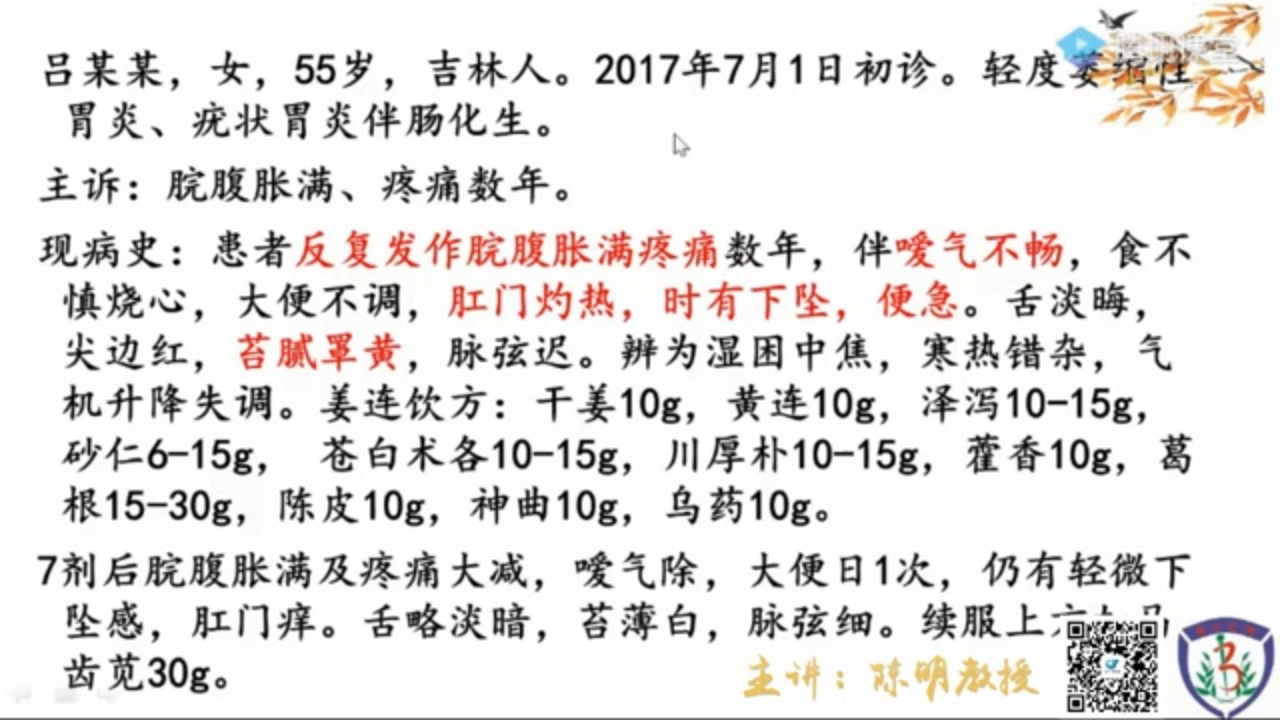 吕某某，女，55岁，吉林人。2017年7月1日初诊。轻度萎缩性
胃炎、疣状胃炎伴肠化生。
主诉：脘腹胀满、疼痛数年。
现病史：患者反复发作脘腹胀满疼痛数年，伴嗳气不畅，食不
慎烧心，大便不调，肛门灼热，时有下坠，便急。舌淡晦，
尖边红，苔腻罩黄，脉弦迟。辨为湿困中焦，寒热错杂，气
机升降失调。姜连饮方：干姜10g，黄连10g，泽泻10-15g，
砂仁6-15g， 苍白术各10-15g，川厚朴10-15g，藿香10g，葛
根15-30g，陈皮10g，神曲10g，乌药10g。
7剂后脘腹胀满及疼痛大减，嗳气除，大便日1次，仍有轻微下
坠感，肛门痒。舌略淡暗，苔薄白，脉弦细。续服上
齿苋30g。
主讲：陈明教授